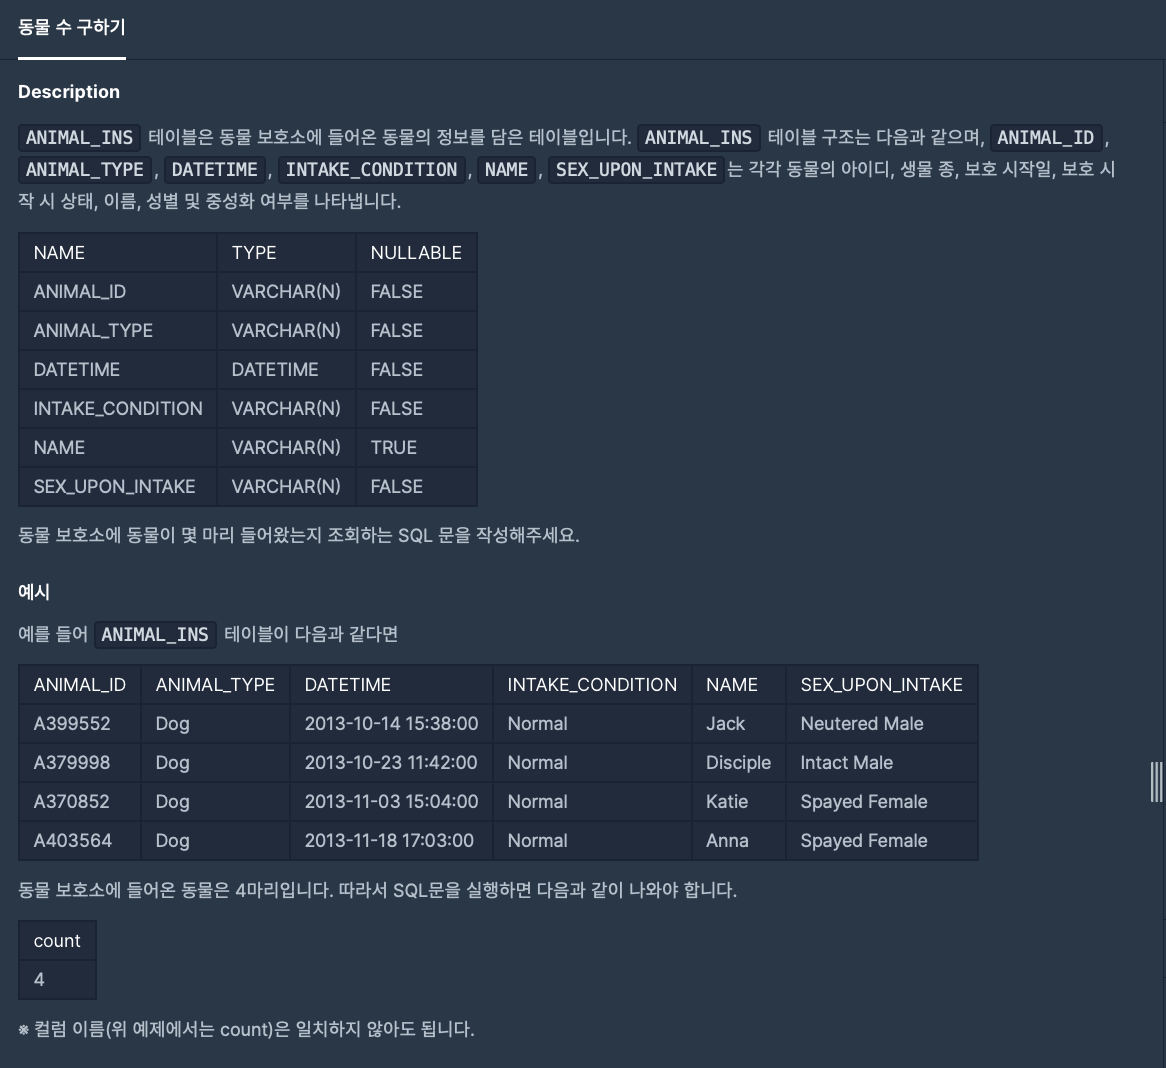 동물 수 구하기
Description
ANIMAL_INS 테이블은 동물 보호소에 들어온 동물의 정보를 담은 테이블입니다. ANIMAL_INS 테이블 구조는 다음과 같으며, ANIMAL_ID ,
ANIMAL_TYPE , DATETIME , INTAKE_CONDITION , NAME , SEX_UPON_INTAKE 는 각각 동물의 아이디, 생물 종, 보호 시작일, 보호 시
작 시 상태, 이름, 성별 및 중성화 여부를 나타냅니다.
NAME TYPE NULLABLE
ANIMAL_ID VARCHAR(N) FALSE
ANIMAL_TYPE VARCHAR(N) FALSE
DATETIME DATETIME FALSE
INTAKE_CONDITION VARCHAR(N) FALSE
NAME VARCHAR(N) TRUE
SEX_UPON_INTAKE VARCHAR(N) FALSE
동물 보호소에 동물이 몇 마리 들어왔는지 조회하는 SQL 문을 작성해주세요.
예시
예를 들어 ANIMAL_INS 테이블이 다음과 같다면
ANIMAL_ID ANIMAL_TYPE DATETIME INTAKE_CONDITION NAME SEX_UPON_INTAKE
A399552 Dog 2013-10-14 15:38:00 Normal Jack Neutered Male
A379998 Dog 2013-10-23 11:42:00 Normal Disciple Intact Male
A370852 Dog 2013-11-03 15:04:00 Normal Katie Spayed Female
A403564 Dog 2013-11-18 17:03:00 Normal Anna Spayed Female
동물 보호소에 들어온 동물은 4마리입니다. 따라서 SQL문을 실행하면 다음과 같이 나와야 합니다.
count
4
※ 컬럼 이름(위 예제에서는 count)은 일치하지 않아도 됩니다.